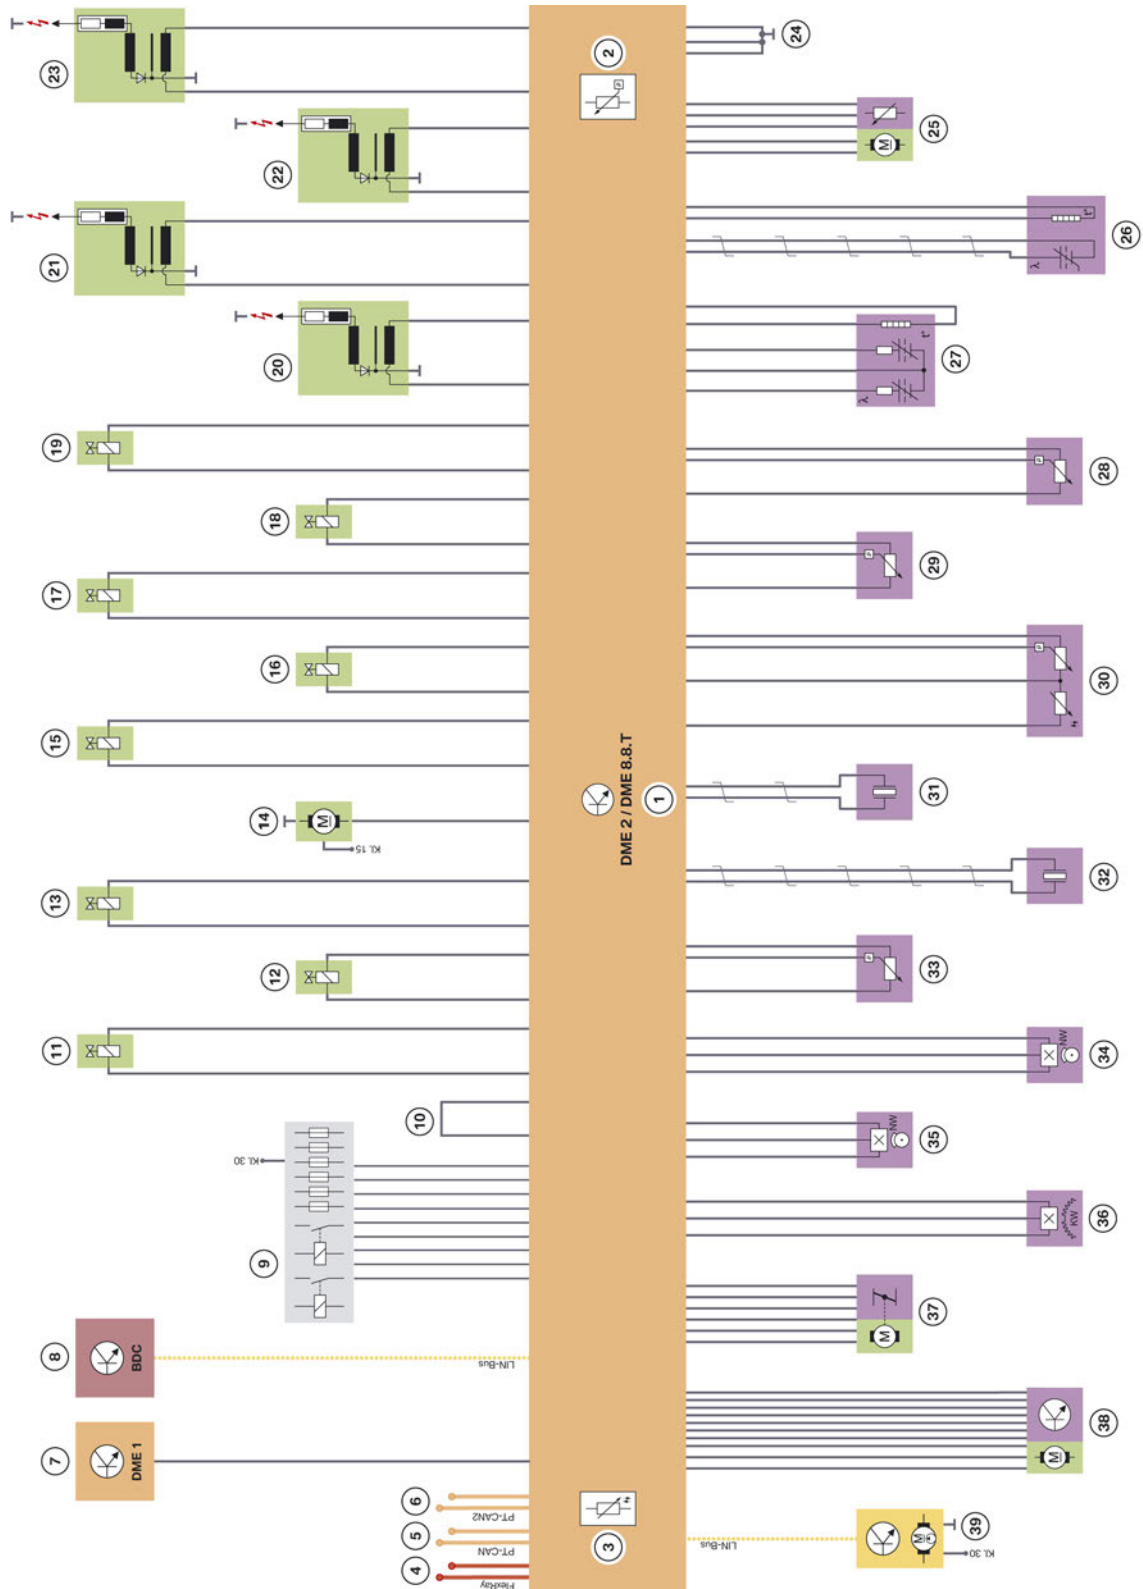 1
DME 2 / DME 8.8.T
2
P
3
4
FlexRay
5
PT-CAN
6
PT-CAN2
7
DME 1
8
BDC
LIN-Bus
9
Kl. 30
10
11
12
13
14
M
Kl. 15
15
16
17
18
19
20
21
22
23
24
25
M
26
λ
t°
27
λ
t°
28
P
29
P
30
P
31
32
33
P
34
NW
35
NW
36
KW
37
M
38
M
39
M
G
Kl. 30
LIN-Bus